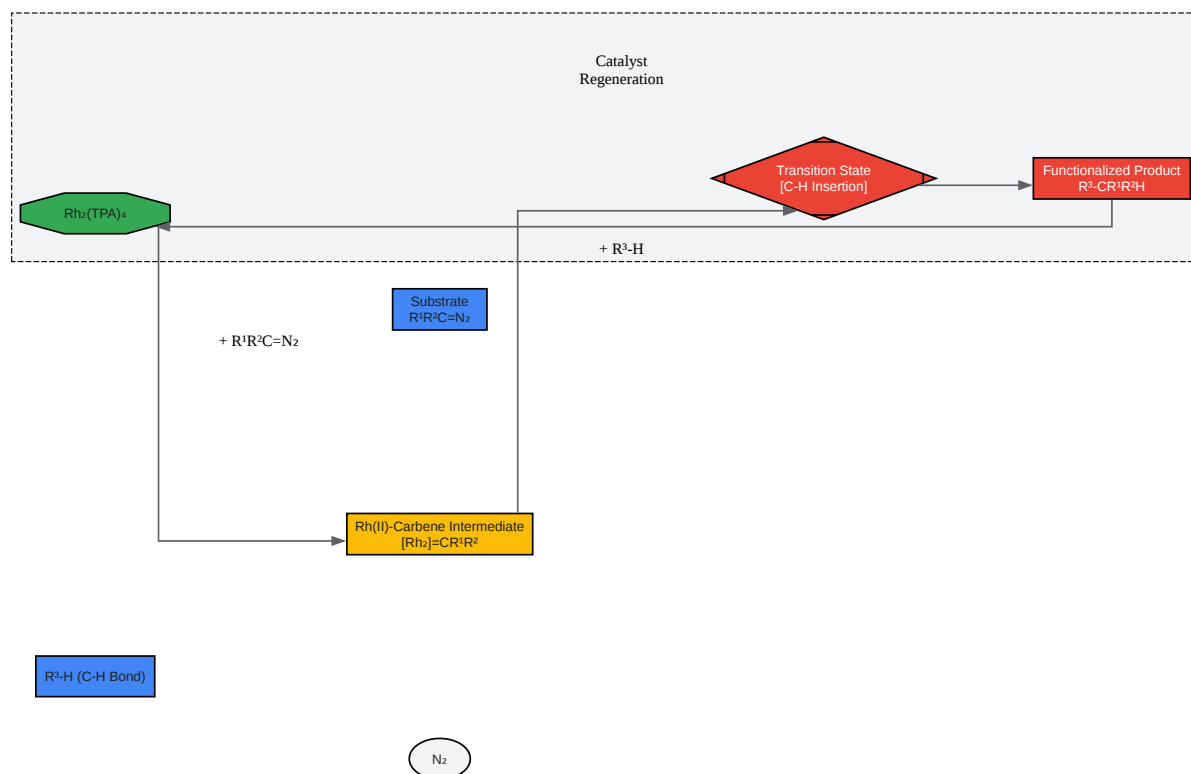 Catalyst
Regeneration
Transition State
[C-H Insertion]
Functionalized Product
R³-CR¹R²H
Rh₂(TPA)₄
+ R³-H
Substrate
R¹R²C=N₂
+ R¹R²C=N₂
Rh(II)-Carbene Intermediate
[Rh₂]=CR¹R²
R³-H (C-H Bond)
N₂